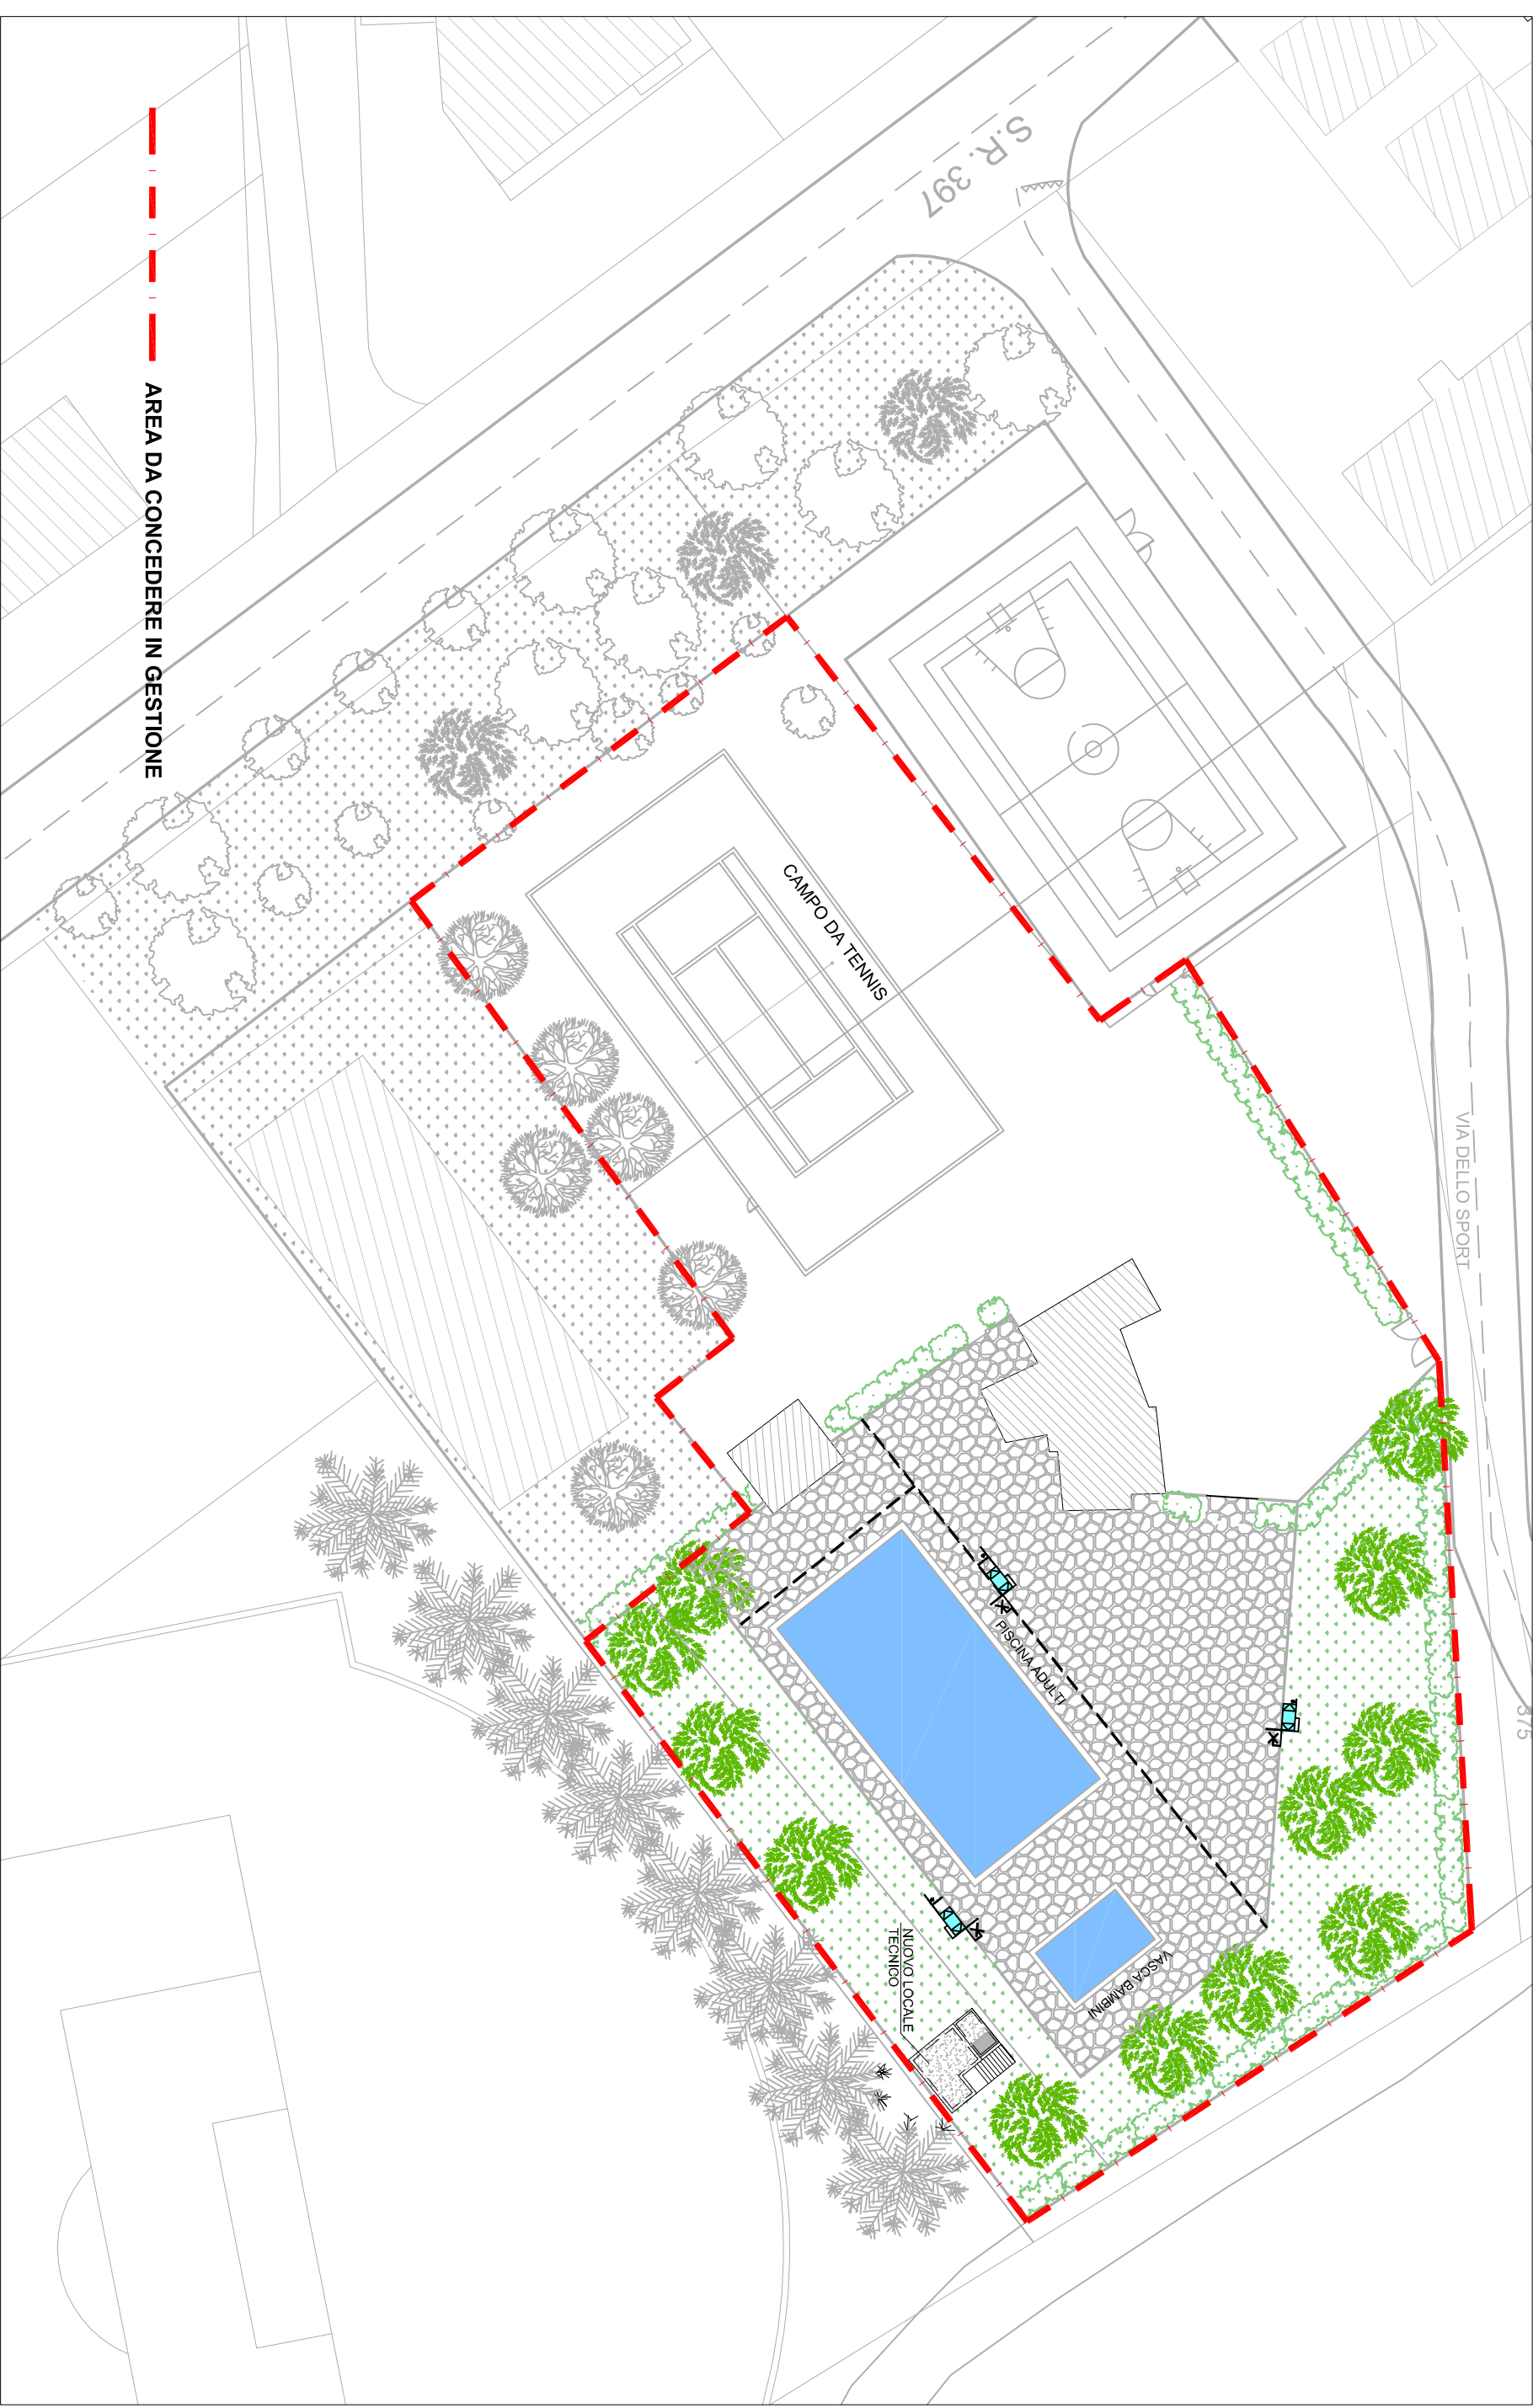 S.R. 397
AREA DA CONCEDERE IN GESTIONE
CAMPO DA TENNIS
VIA DELLO SPORT
PISCINA ADULTI
375
VASCA BAMBINI
NUOVO LOCALE
TECNICO